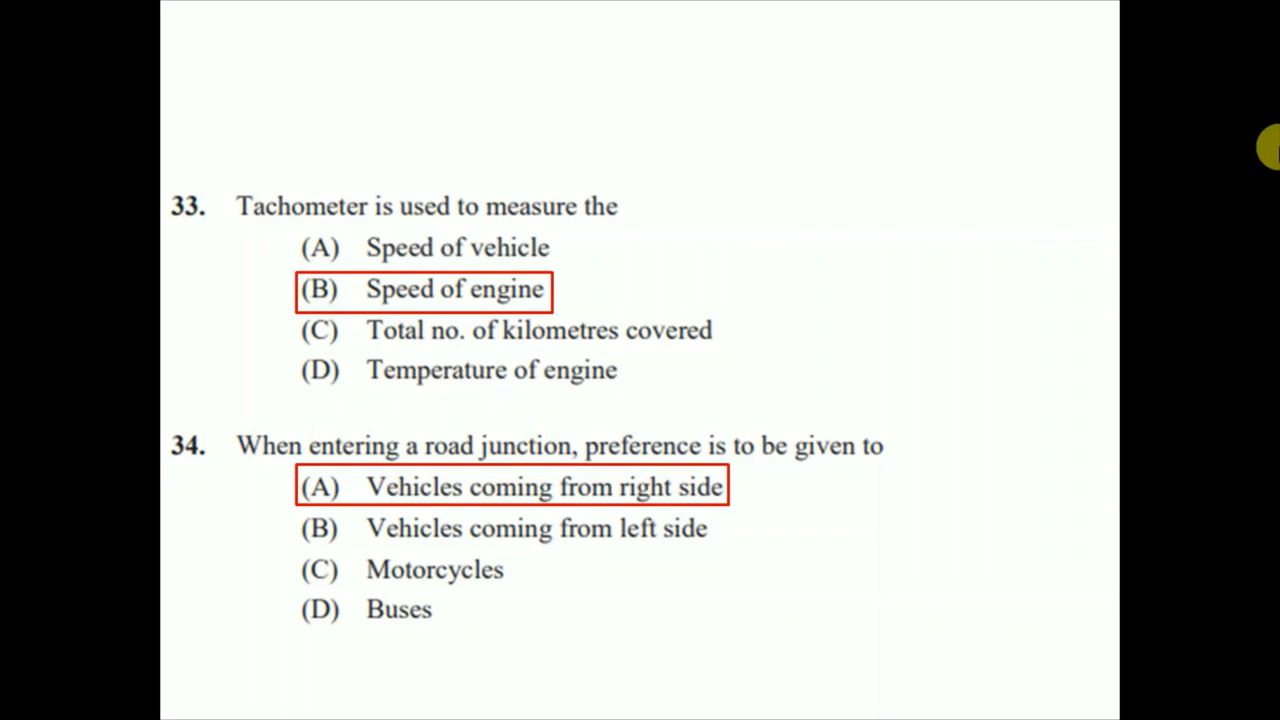 33. Tachometer is used to measure the
(A) Speed of vehicle
(B) Speed of engine
(C) Total no. of kilometres covered
(D) Temperature of engine
34. When entering a road junction, preference is to be given to
(A) Vehicles coming from right side
(B) Vehicles coming from left side
(C) Motorcycles
(D) Buses